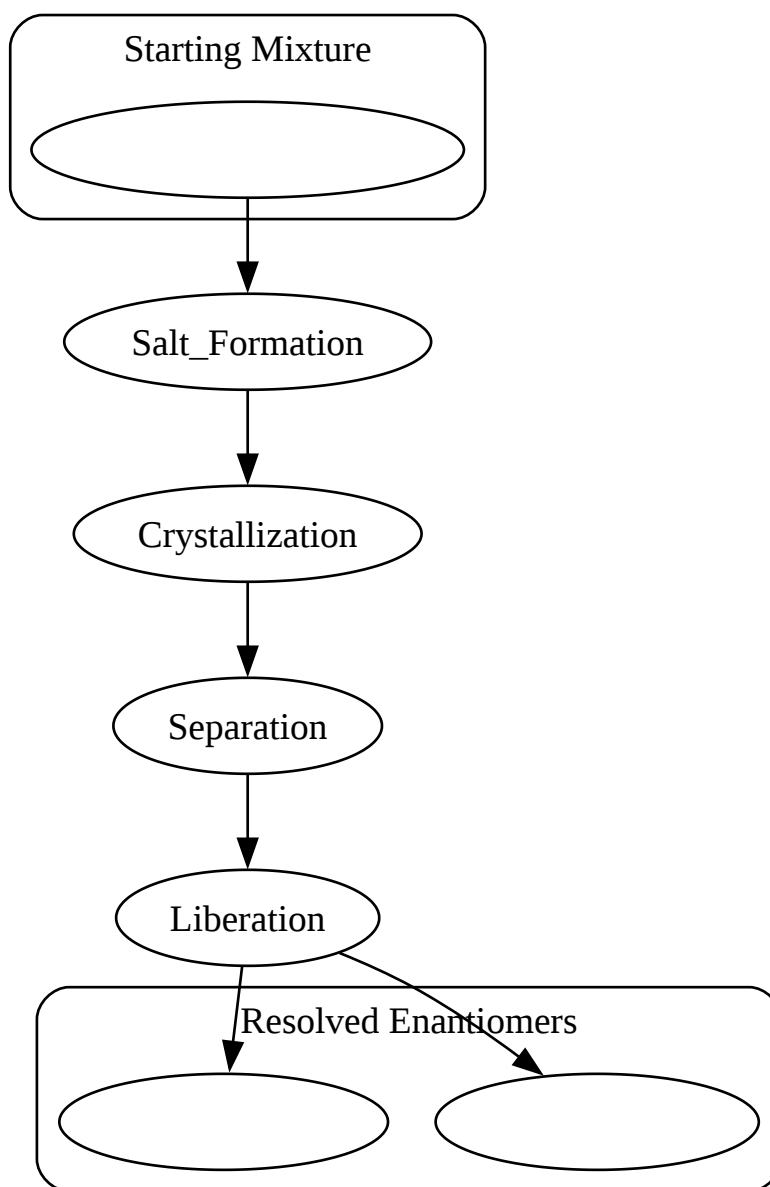 Starting Mixture
Salt_Formation
Crystallization
Separation
Liberation
Resolved Enantiomers